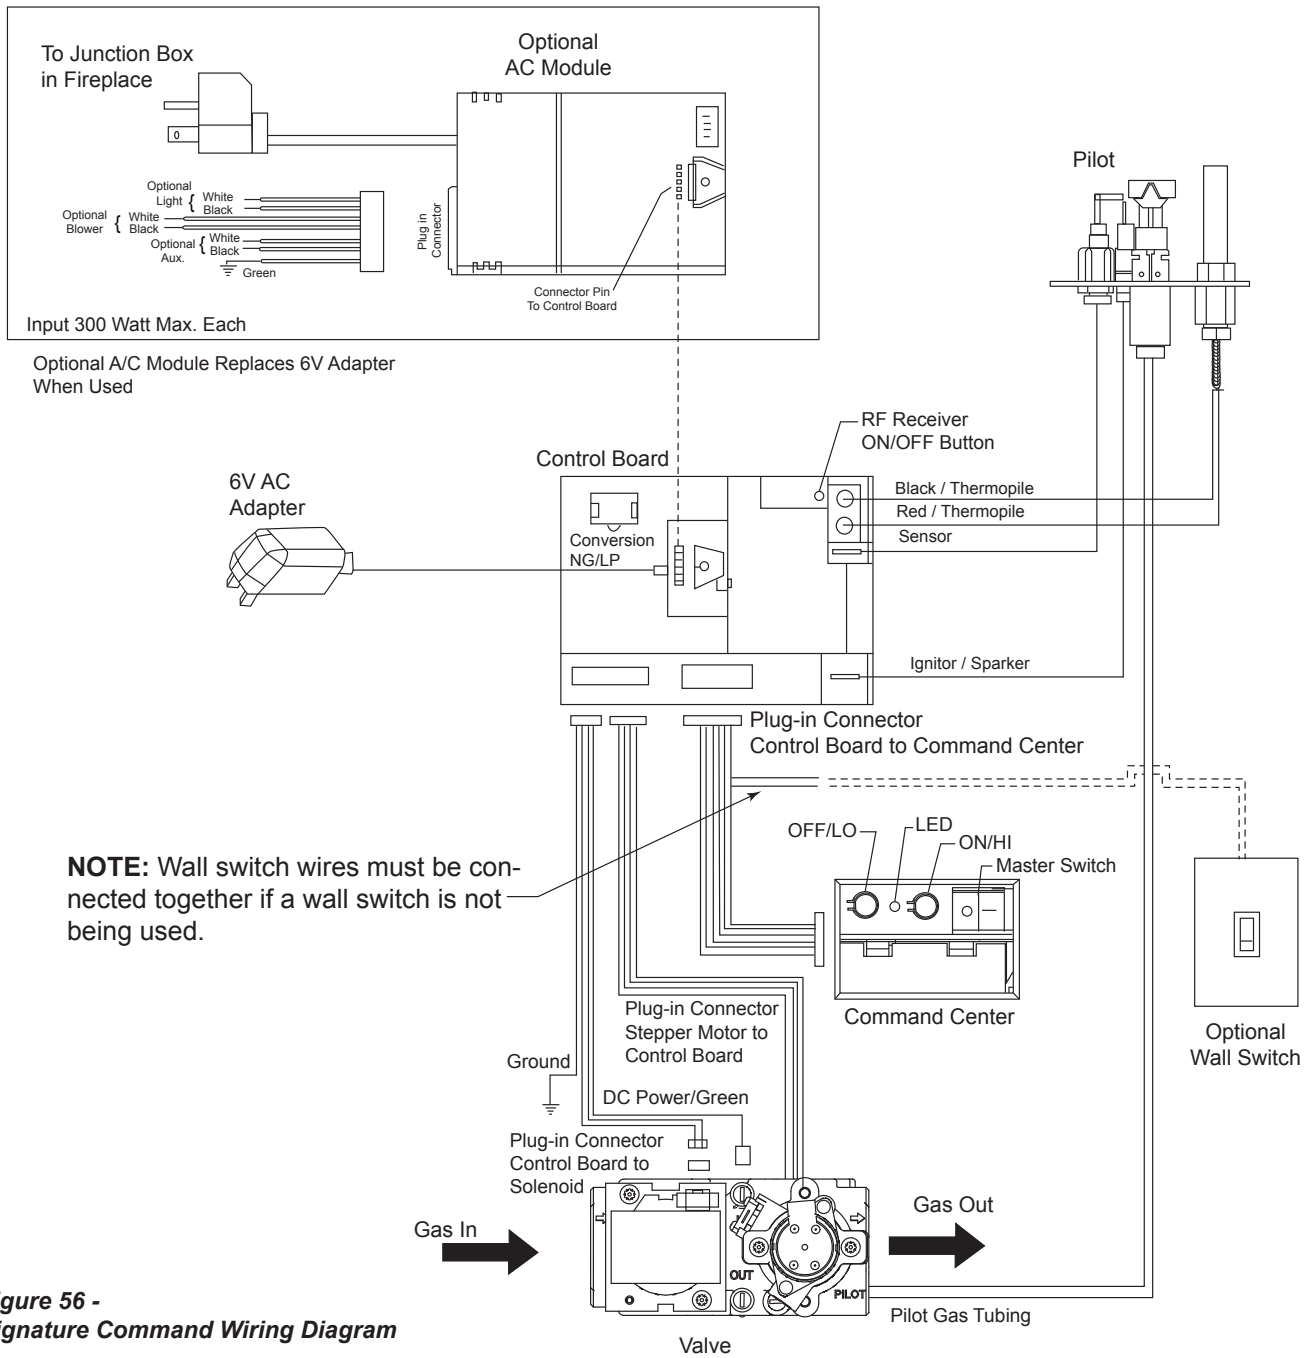 To Junction Box
in Fireplace
Optional
AC Module
Optional
Light { White
Black
Optional
Blower { White
Black
Optional
Aux. { White
Black
Green
Plug in
Connector
Connector Pin
To Control Board
Input 300 Watt Max. Each
Optional A/C Module Replaces 6V Adapter
When Used
Pilot
RF Receiver
ON/OFF Button
Control Board
6V AC
Adapter
Conversion
NG/LP
Black / Thermopile
Red / Thermopile
Sensor
Ignitor / Sparker
Plug-in Connector
Control Board to Command Center
OFF/LO
LED
ON/HI
Master Switch
NOTE: Wall switch wires must be con-
nected together if a wall switch is not
being used.
Command Center
Optional
Wall Switch
Plug-in Connector
Stepper Motor to
Control Board
Ground
DC Power/Green
Plug-in Connector
Control Board to
Solenoid
Gas In
Gas Out
OUT
PILOT
Pilot Gas Tubing
Valve
gure 56 -
ignature Command Wiring Diagram